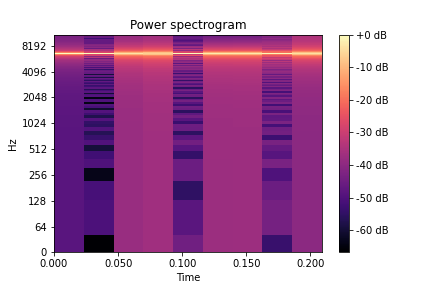 Power spectrogram
Hz
8192
4096
2048
1024
512
256
128
64
0
0.000
0.050
0.100
0.150
0.200
Time
+0 dB
-10 dB
-20 dB
-30 dB
-40 dB
-50 dB
-60 dB